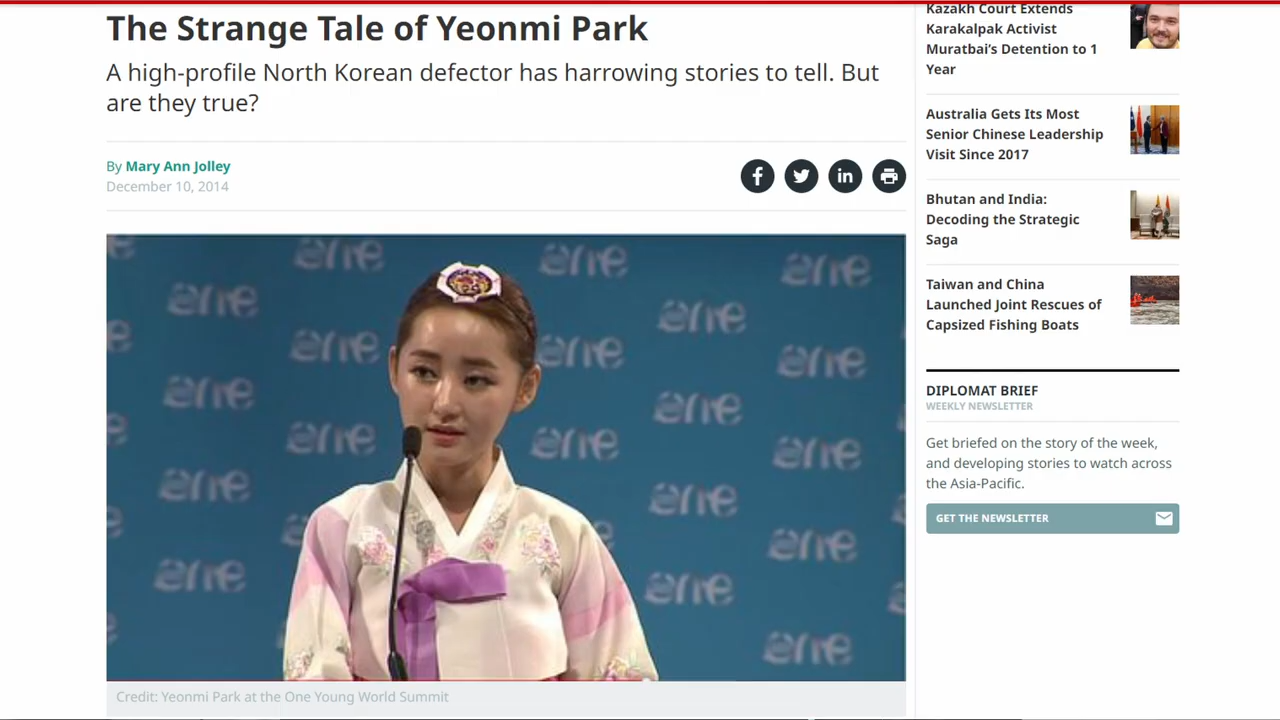 The Strange Tale of Yeonmi Park
A high-profile North Korean defector has harrowing stories to tell. But
are they true?
By Mary Ann Jolley
December 10, 2014
Credit: Yeonmi Park at the One Young World Summit
Kazakh Court Extends
Karakalpak Activist
Muratbai's Detention to 1
Year
Australia Gets Its Most
Senior Chinese Leadership
Visit Since 2017
Bhutan and India:
Decoding the Strategic
Saga
Taiwan and China
Launched Joint Rescues of
Capsized Fishing Boats
DIPLOMAT BRIEF
WEEKLY NEWSLETTER
Get briefed on the story of the week,
and developing stories to watch across
the Asia-Pacific.
GET THE NEWSLETTER